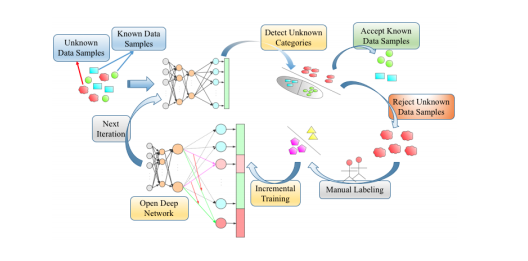 Unknown
Data Samples
Known Data
Samples
Detect Unknown
Categories
Accept Known
Data Samples
Reject Unknown
Data Samples
Next
Iteration
Open Deep
Network
Incremental
Training
Manual Labeling